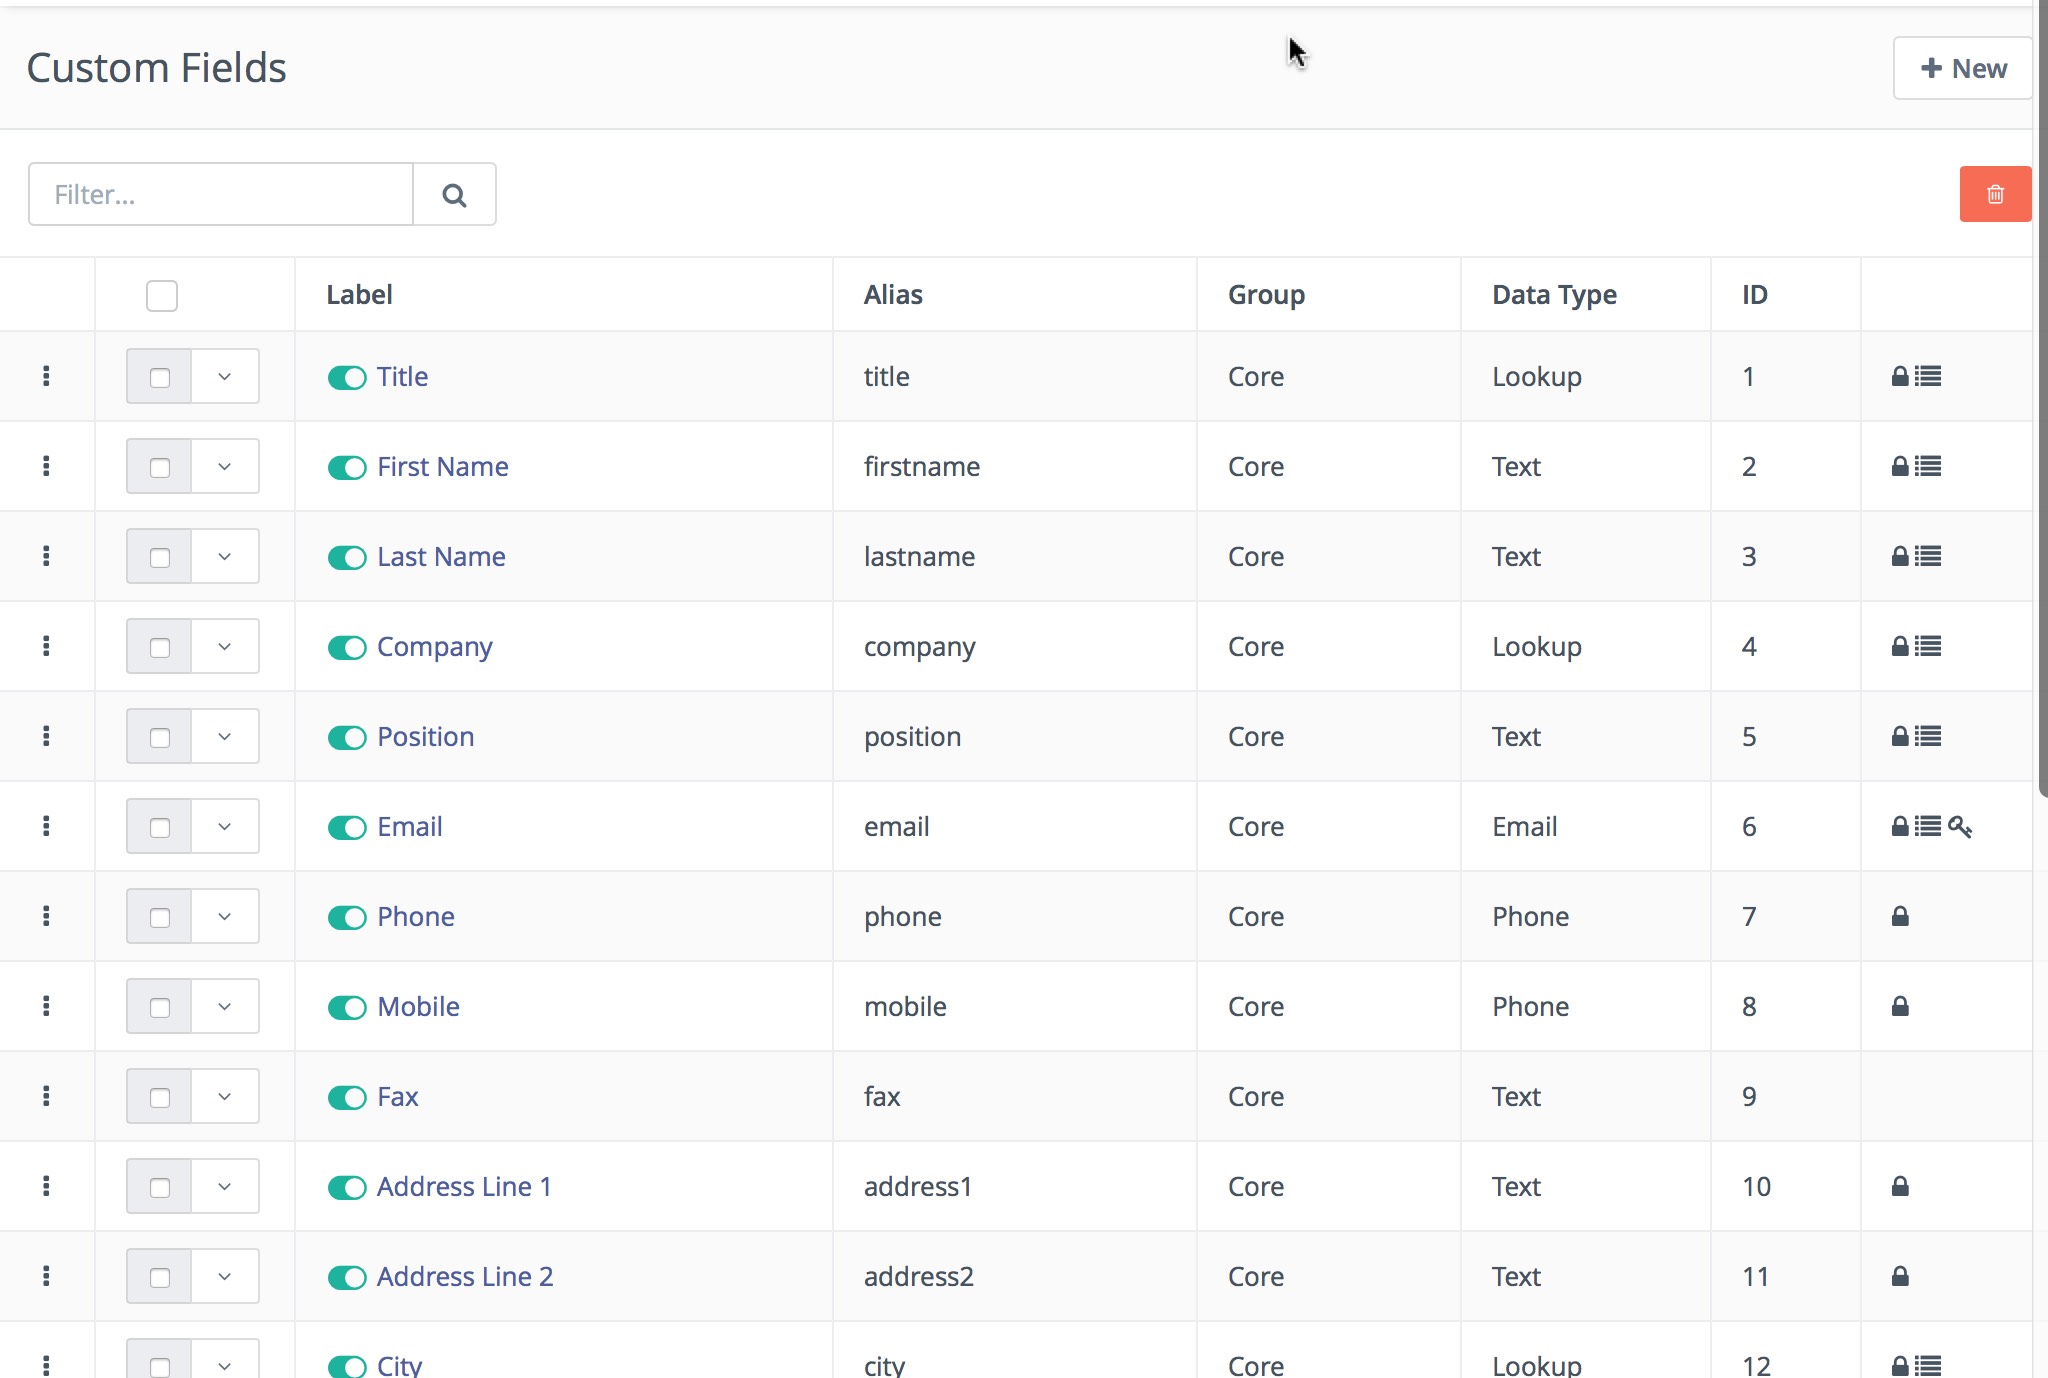 Custom Fields
New
Filter...
Label Alias Group Data Type ID
Title title Core Lookup 1
First Name firstname Core Text 2
Last Name lastname Core Text 3
Company company Core Lookup 4
Position position Core Text 5
Email email Core Email 6
Phone phone Core Phone 7
Mobile mobile Core Phone 8
Fax fax Core Text 9
Address Line 1 address1 Core Text 10
Address Line 2 address2 Core Text 11
City city Core Lookup 12